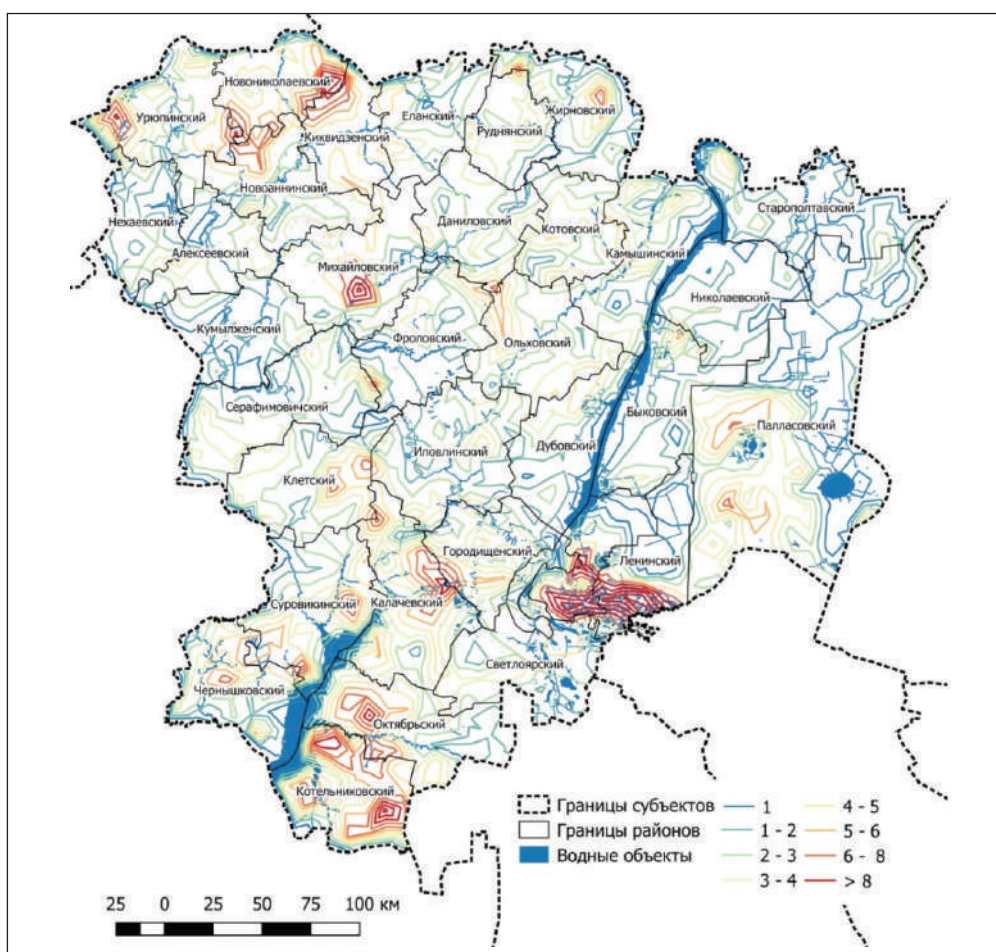 Новониколаевский
Урюпинский
Еланский
Жирновский
Руднянский
Киквидзенский
Новоаннинский
Старополтавский
Нехаевский
Даниловский
Котовский
Алексеевский
Камышинский
Михайловский
Николаевский
Кумылженский
Фроловский
Ольховский
Серафимовичский
Быковский
Палласовский
Иловлинский
Дубовский
Клетский
Городищенский
Ленинский
Суровикинский
Калачевский
Светлоярский
Чернышковский
Октябрьский
Котельниковский
Границы субъектов
Границы районов
Водные объекты
1
1 - 2
2 - 3
3 - 4
4 - 5
5 - 6
6 - 8
> 8
25 0 25 50 75 100 км